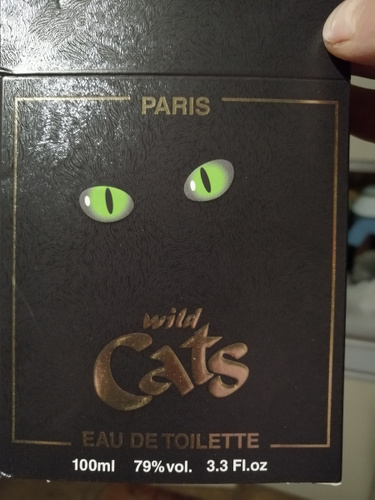 PARIS
wild
Cats
EAU DE TOILETTE
100ml 79%vol. 3.3 Fl.oz